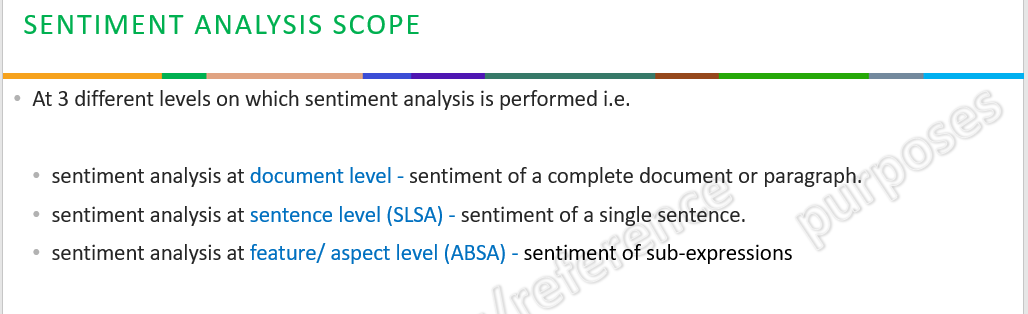 SENTIMENT ANALYSIS SCOPE
• At 3 different levels on which sentiment analysis is performed i.e.
• sentiment analysis at document level - sentiment of a complete document or paragraph.
• sentiment analysis at sentence level (SLSA) - sentiment of a single sentence.
• sentiment analysis at feature/ aspect level (ABSA) - sentiment of sub-expressions
/reference purposes